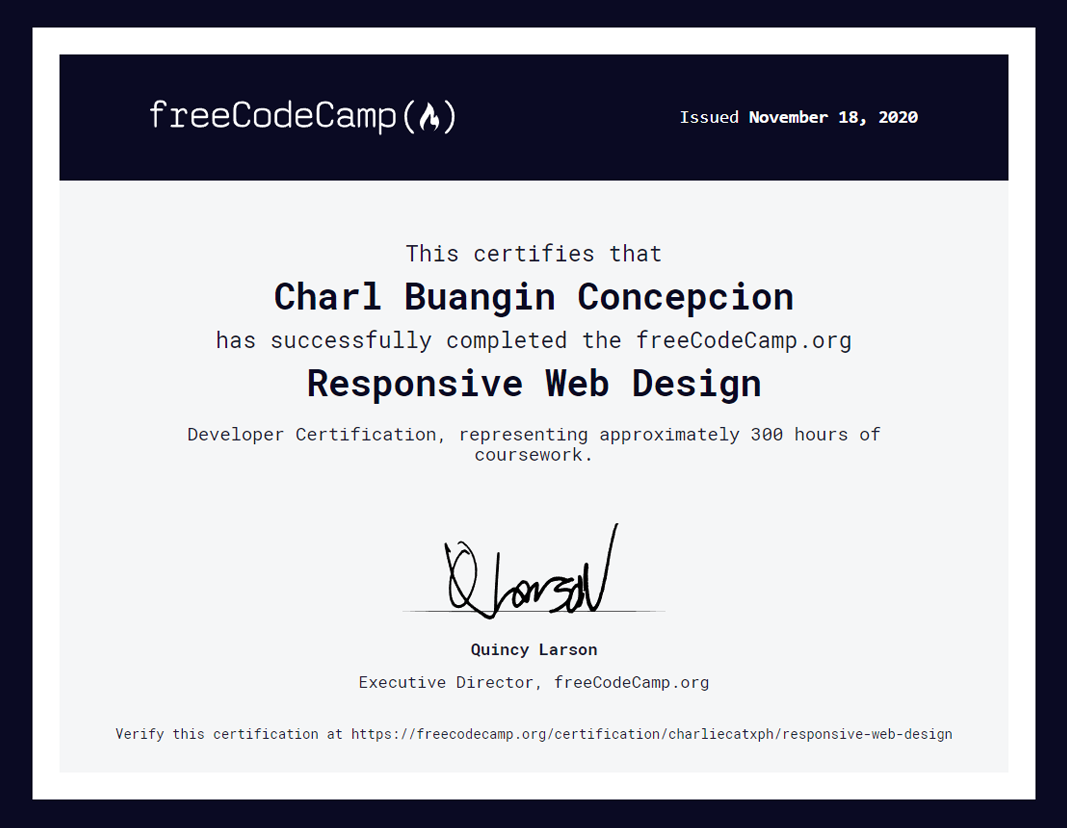 freeCodeCamp(🔥)
Issued November 18, 2020
This certifies that
Charl Buangin Concepcion
has successfully completed the freeCodeCamp.org
Responsive Web Design
Developer Certification, representing approximately 300 hours of
coursework.
Q Larson
Quincy Larson
Executive Director, freeCodeCamp.org
Verify this certification at https://freecodecamp.org/certification/charliecatxph/responsive-web-design